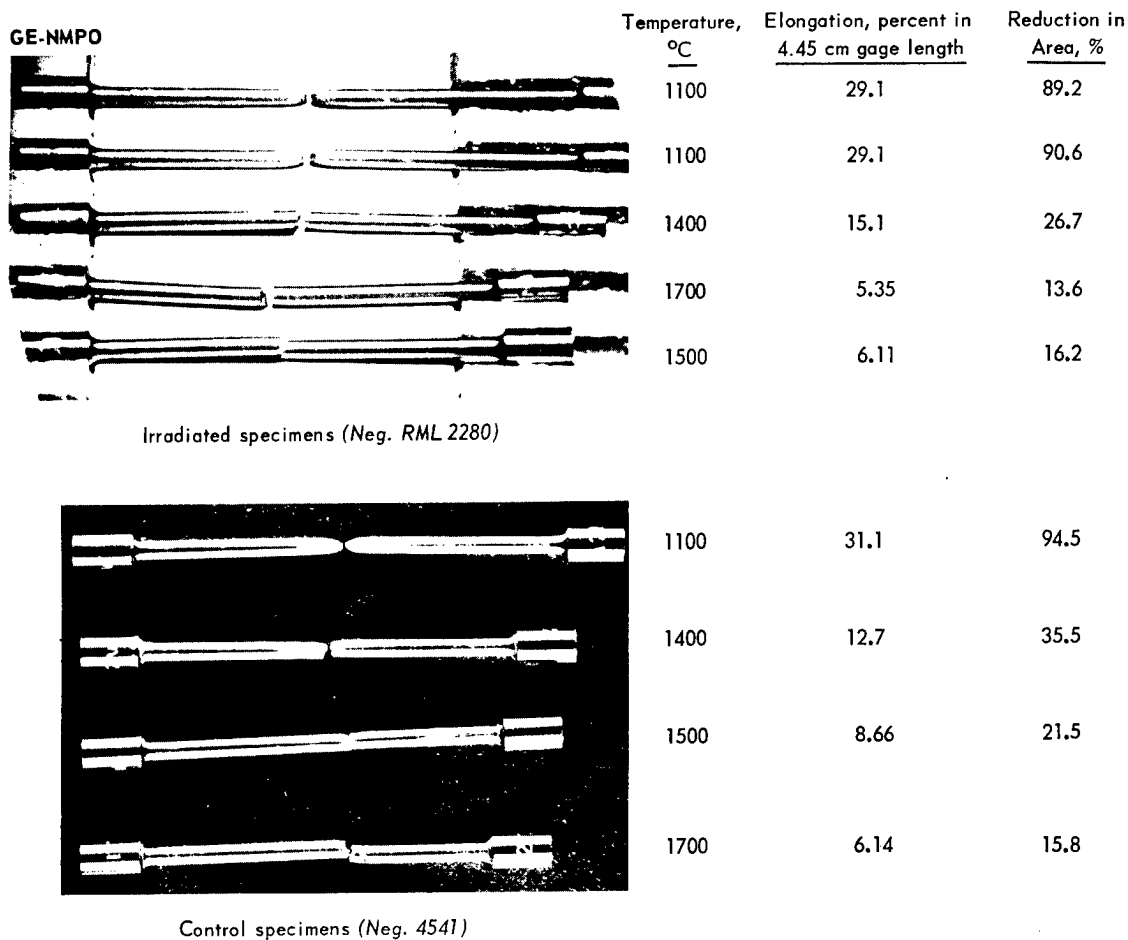 GE-NMPO
Temperature, °C Elongation, percent in 4.45 cm gage length Reduction in Area, %
1100 29.1 89.2
1100 29.1 90.6
1400 15.1 26.7
1700 5.35 13.6
1500 6.11 16.2
Irradiated specimens (Neg. RML 2280)
1100 31.1 94.5
1400 12.7 35.5
1500 8.66 21.5
1700 6.14 15.8
Control specimens (Neg. 4541)